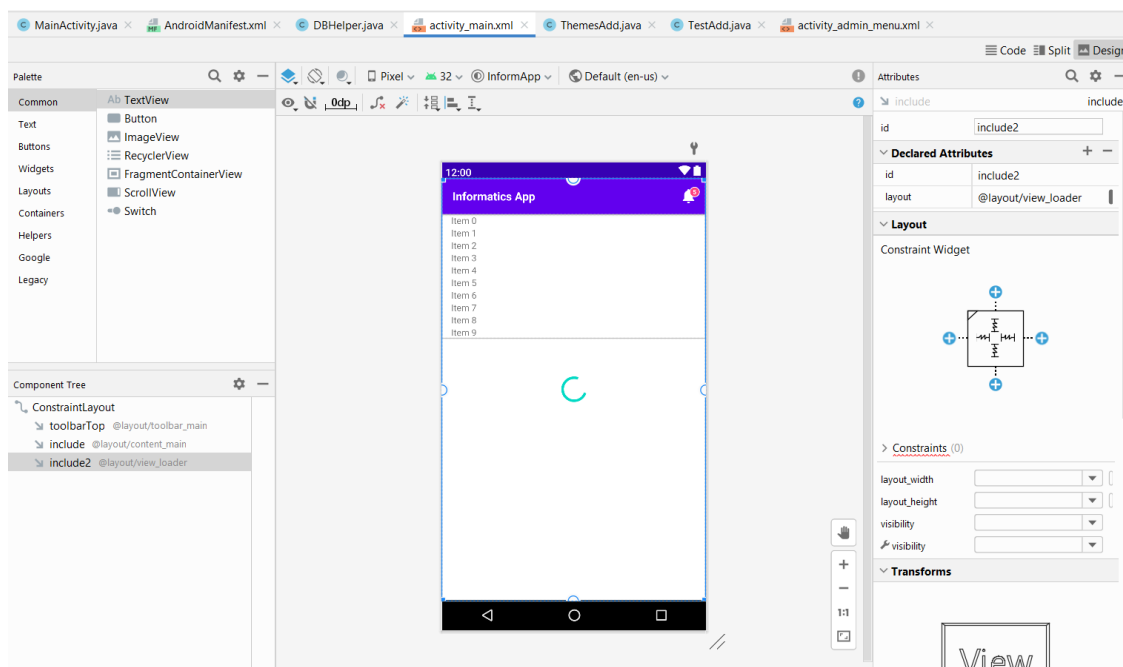 MainActivity.java AndroidManifest.xml DBHelper.java activity_main.xml ThemesAdd.java TestAdd.java activity_admin_menu.xml
Code Split Design
Palette
Pixel 32 InformApp Default (en-us)
Attributes
Common
Text
Buttons
Widgets
Layouts
Containers
Helpers
Google
Legacy
Ab TextView
Button
ImageView
RecyclerView
FragmentContainerView
ScrollView
Switch
0dp
include include
id include2
Declared Attributes
id include2
layout @layout/view_loader
Layout
Constraint Widget
12:00
Informatics App
Item 0
Item 1
Item 2
Item 3
Item 4
Item 5
Item 6
Item 7
Item 8
Item 9
Component Tree
ConstraintLayout
toolbarTop @layout/toolbar_main
include @layout/content_main
include2 @layout/view_loader
Constraints (0)
layout_width
layout_height
visibility
visibility
Transforms
View
1:1